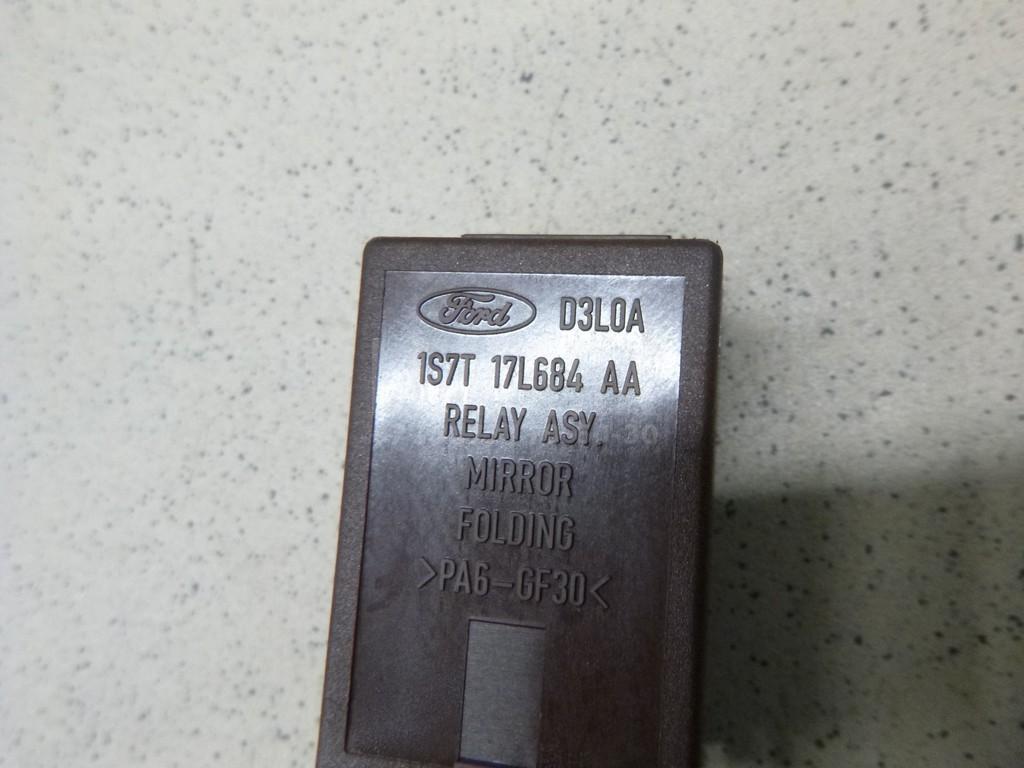 Ford D3L0A
1S7T 17L684 AA
RELAY ASY.
MIRROR
FOLDING
>PA6-GF30<